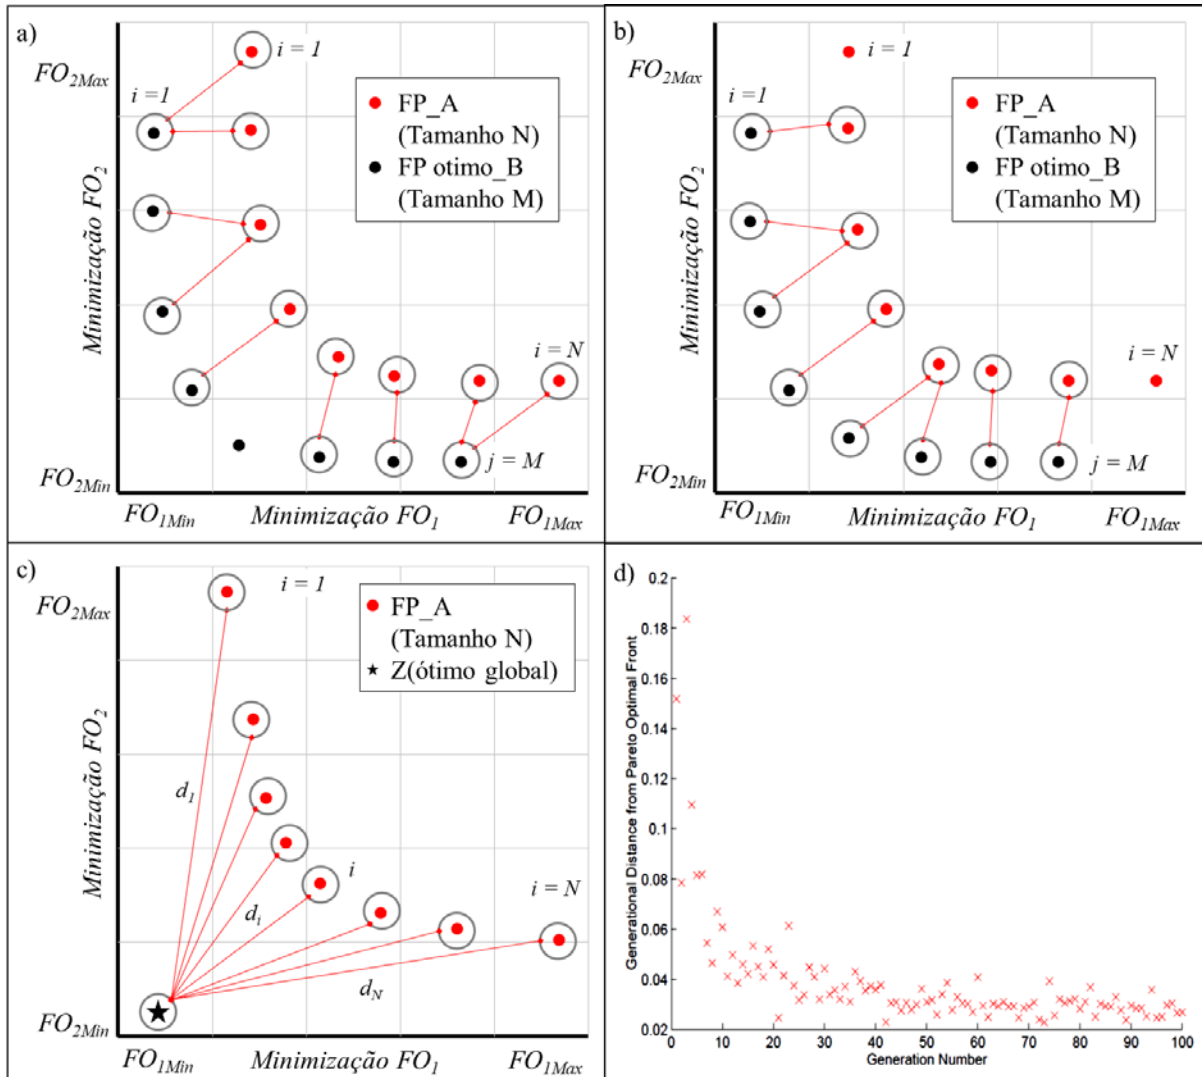 a)
i = 1
FO2Max
i =1
FP_A
(Tamanho N)
FP otimo_B
(Tamanho M)
Minimização FO2
i = N
j = M
FO2Min
FO1Min
Minimização FO1
FO1Max
b)
i = 1
FO2Max
i =1
FP_A
(Tamanho N)
FP otimo_B
(Tamanho M)
Minimização FO2
i = N
j = M
FO2Min
FO1Min
Minimização FO1
FO1Max
c)
i = 1
FO2Max
FP_A
(Tamanho N)
Z(ótimo global)
Minimização FO2
d1
i
i = N
di
dN
FO2Min
FO1Min
Minimização FO1
FO1Max
d)
0.2
0.18
0.16
0.14
0.12
0.1
0.08
0.06
0.04
0.02
Generational Distance from Pareto Optimal Front
0 10 20 30 40 50 60 70 80 90 100
Generation Number